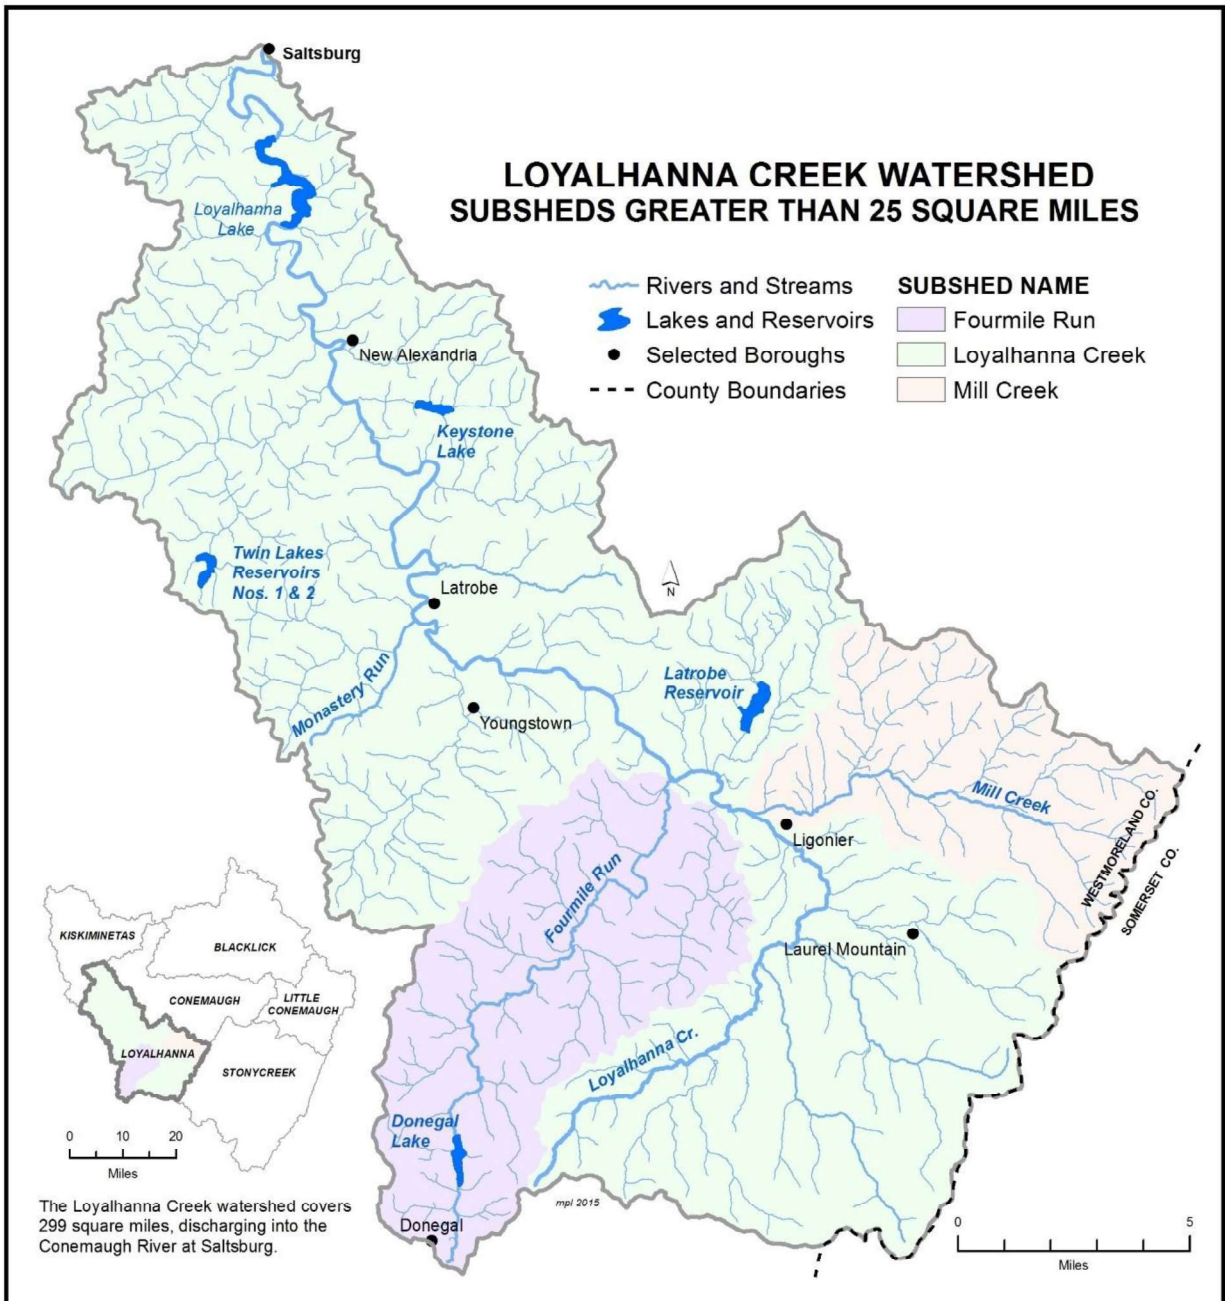 Saltsburg
LOYALHANNA CREEK WATERSHED
SUBSHEDS GREATER THAN 25 SQUARE MILES
Loyalhanna
Lake
Rivers and Streams
Lakes and Reservoirs
Selected Boroughs
County Boundaries
SUBSHED NAME
Fourmile Run
Loyalhanna Creek
Mill Creek
New Alexandria
Keystone
Lake
Twin Lakes
Reservoirs
Nos. 1 & 2
Latrobe
N
Monastery Run
Latrobe
Reservoir
Youngstown
Mill Creek
Ligonier
WESTMORELAND CO.
SOMERSET CO.
Fourmile Run
Laurel Mountain
KISKIMINETAS
BLACKLICK
CONEMAUGH
LITTLE
CONEMAUGH
LOYALHANNA
STONYCREEK
Loyalhanna Cr.
Donegal
Lake
0 10 20
Miles
mpl 2015
The Loyalhanna Creek watershed covers
299 square miles, discharging into the
Conemaugh River at Saltsburg.
Donegal
0 5
Miles